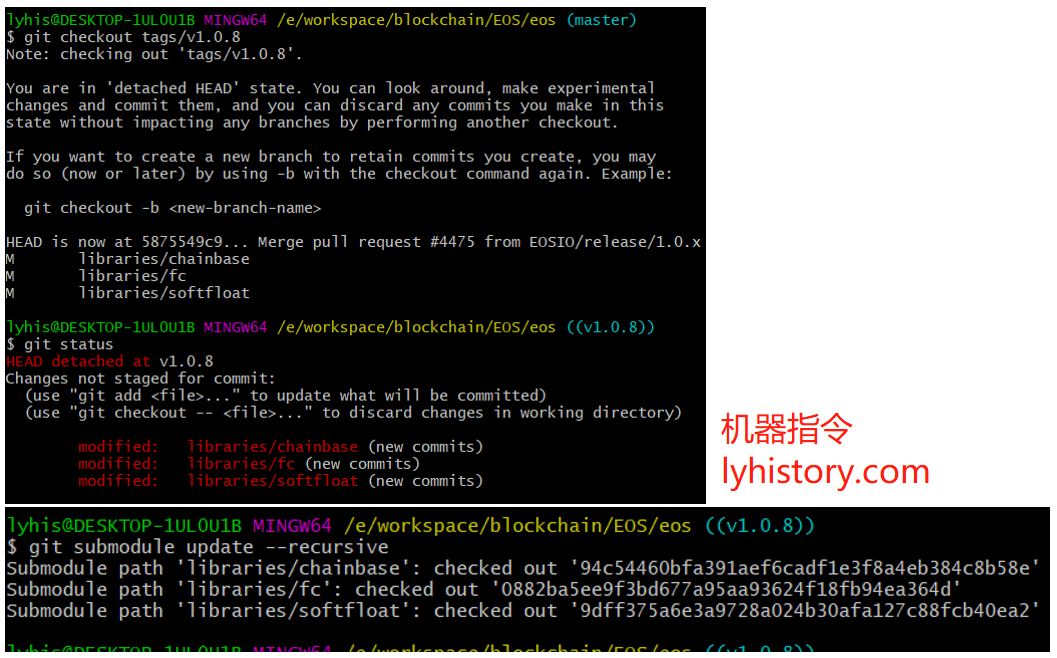 lyhis@DESKTOP-1UL0U1B MINGW64 /e/workspace/blockchain/EOS/eos (master)
$ git checkout tags/v1.0.8
Note: checking out 'tags/v1.0.8'.
You are in 'detached HEAD' state. You can look around, make experimental
changes and commit them, and you can discard any commits you make in this
state without impacting any branches by performing another checkout.
If you want to create a new branch to retain commits you create, you may
do so (now or later) by using -b with the checkout command again. Example:
git checkout -b <new-branch-name>
HEAD is now at 5875549c9... Merge pull request #4475 from EOSIO/release/1.0.x
M libraries/chainbase
M libraries/fc
M libraries/softfloat
lyhis@DESKTOP-1UL0U1B MINGW64 /e/workspace/blockchain/EOS/eos ((v1.0.8))
$ git status
HEAD detached at v1.0.8
Changes not staged for commit:
(use "git add <file>..." to update what will be committed)
(use "git checkout -- <file>..." to discard changes in working directory)
modified: libraries/chainbase (new commits)
modified: libraries/fc (new commits)
modified: libraries/softfloat (new commits)
机器指令
lyhistory.com
lyhis@DESKTOP-1UL0U1B MINGW64 /e/workspace/blockchain/EOS/eos ((v1.0.8))
$ git submodule update --recursive
Submodule path 'libraries/chainbase': checked out '94c54460bfa391aef6cadf1e3f8a4eb384c8b58e'
Submodule path 'libraries/fc': checked out '0882ba5ee9f3bd677a95aa93624f18fb94ea364d'
Submodule path 'libraries/softfloat': checked out '9dff375a6e3a9728a024b30afa127c88fcb40ea2'
lyhis@DESKTOP-1UL0U1B MINGW64 /e/workspace/blockchain/EOS/eos ((v1.0.8))